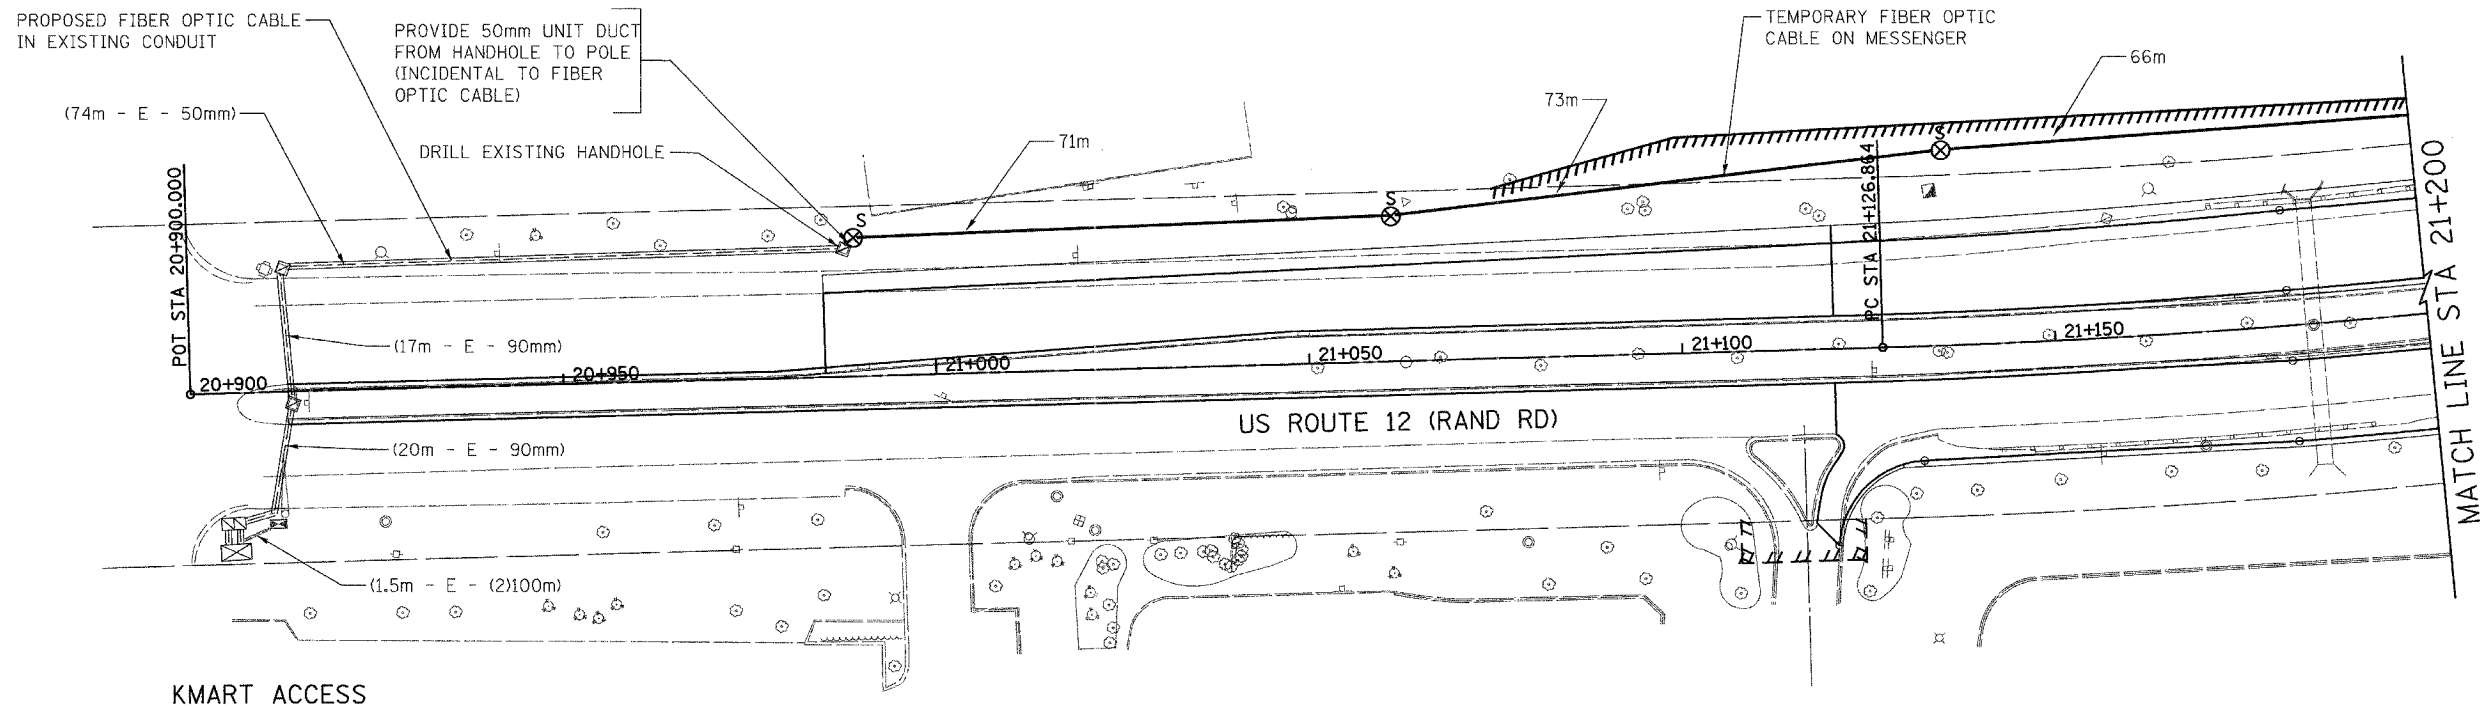 PROPOSED FIBER OPTIC CABLE
IN EXISTING CONDUIT
PROVIDE 50mm UNIT DUCT
FROM HANDHOLE TO POLE
(INCIDENTAL TO FIBER
OPTIC CABLE)
TEMPORARY FIBER OPTIC
CABLE ON MESSENGER
66m
73m
(74m - E - 50mm)
71m
DRILL EXISTING HANDHOLE
S
S
S
POT STA 20+900.000
PC STA 21+126.864
MATCH LINE STA 21+200
(17m - E - 90mm)
20+900
20+950
21+000
21+050
21+100
21+150
US ROUTE 12 (RAND RD)
(20m - E - 90mm)
(1.5m - E - (2)100m)
KMART ACCESS